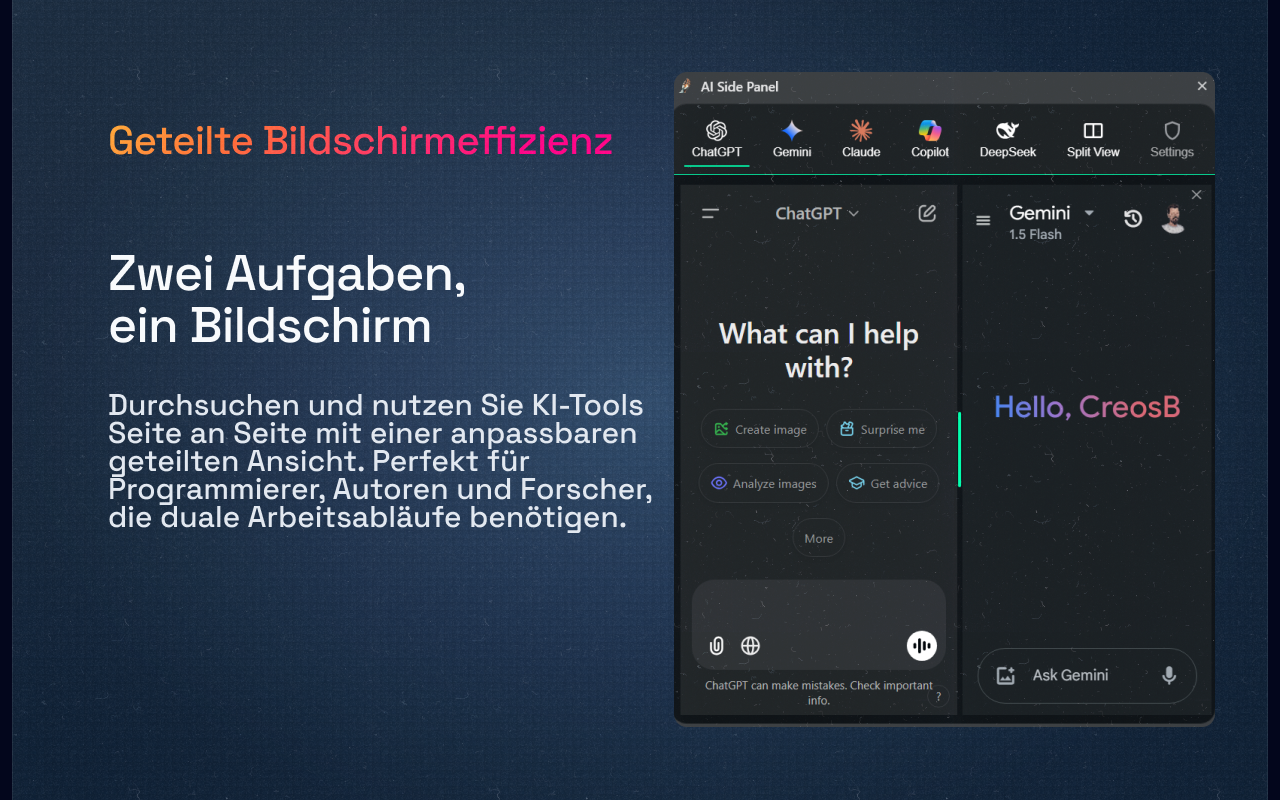 Geteilte Bildschirmeffizienz
Zwei Aufgaben,
ein Bildschirm
Durchsuchen und nutzen Sie KI-Tools
Seite an Seite mit einer anpassbaren
geteilten Ansicht. Perfekt für
Programmierer, Autoren und Forscher,
die duale Arbeitsabläufe benötigen.
AI Side Panel
ChatGPT
Gemini
Claude
Copilot
DeepSeek
Split View
Settings
ChatGPT
What can I help
with?
Create image
Surprise me
Analyze images
Get advice
More
ChatGPT can make mistakes. Check important
info.
?
Gemini
1.5 Flash
Hello, CreosB
Ask Gemini